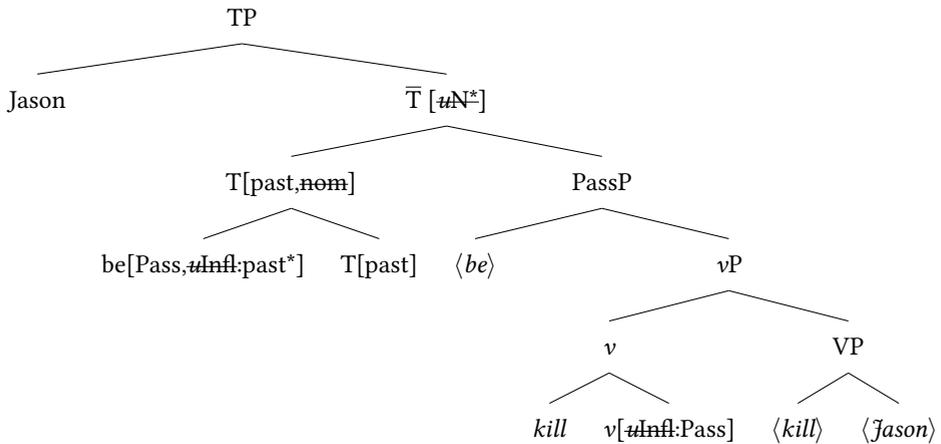 TP
Jason T̅ [uN*]
T[past,nom] PassP
be[Pass,uInfl:past*] T[past] ⟨be⟩ vP
v VP
kill v[uInfl:Pass] ⟨kill⟩ ⟨Jason⟩